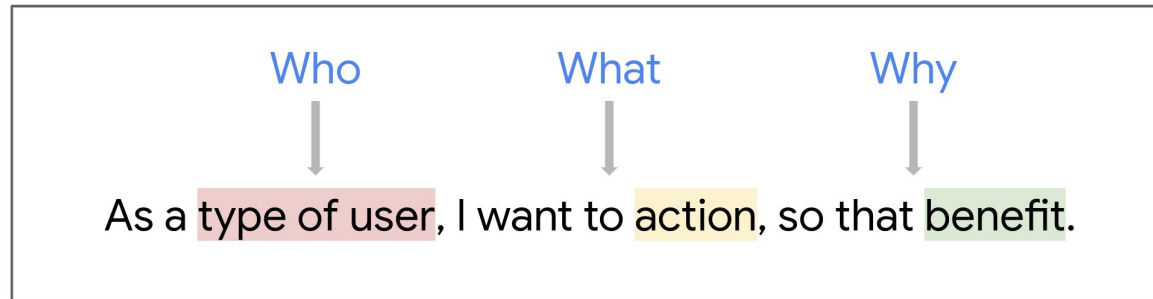 Who What Why
As a type of user, I want to action, so that benefit.